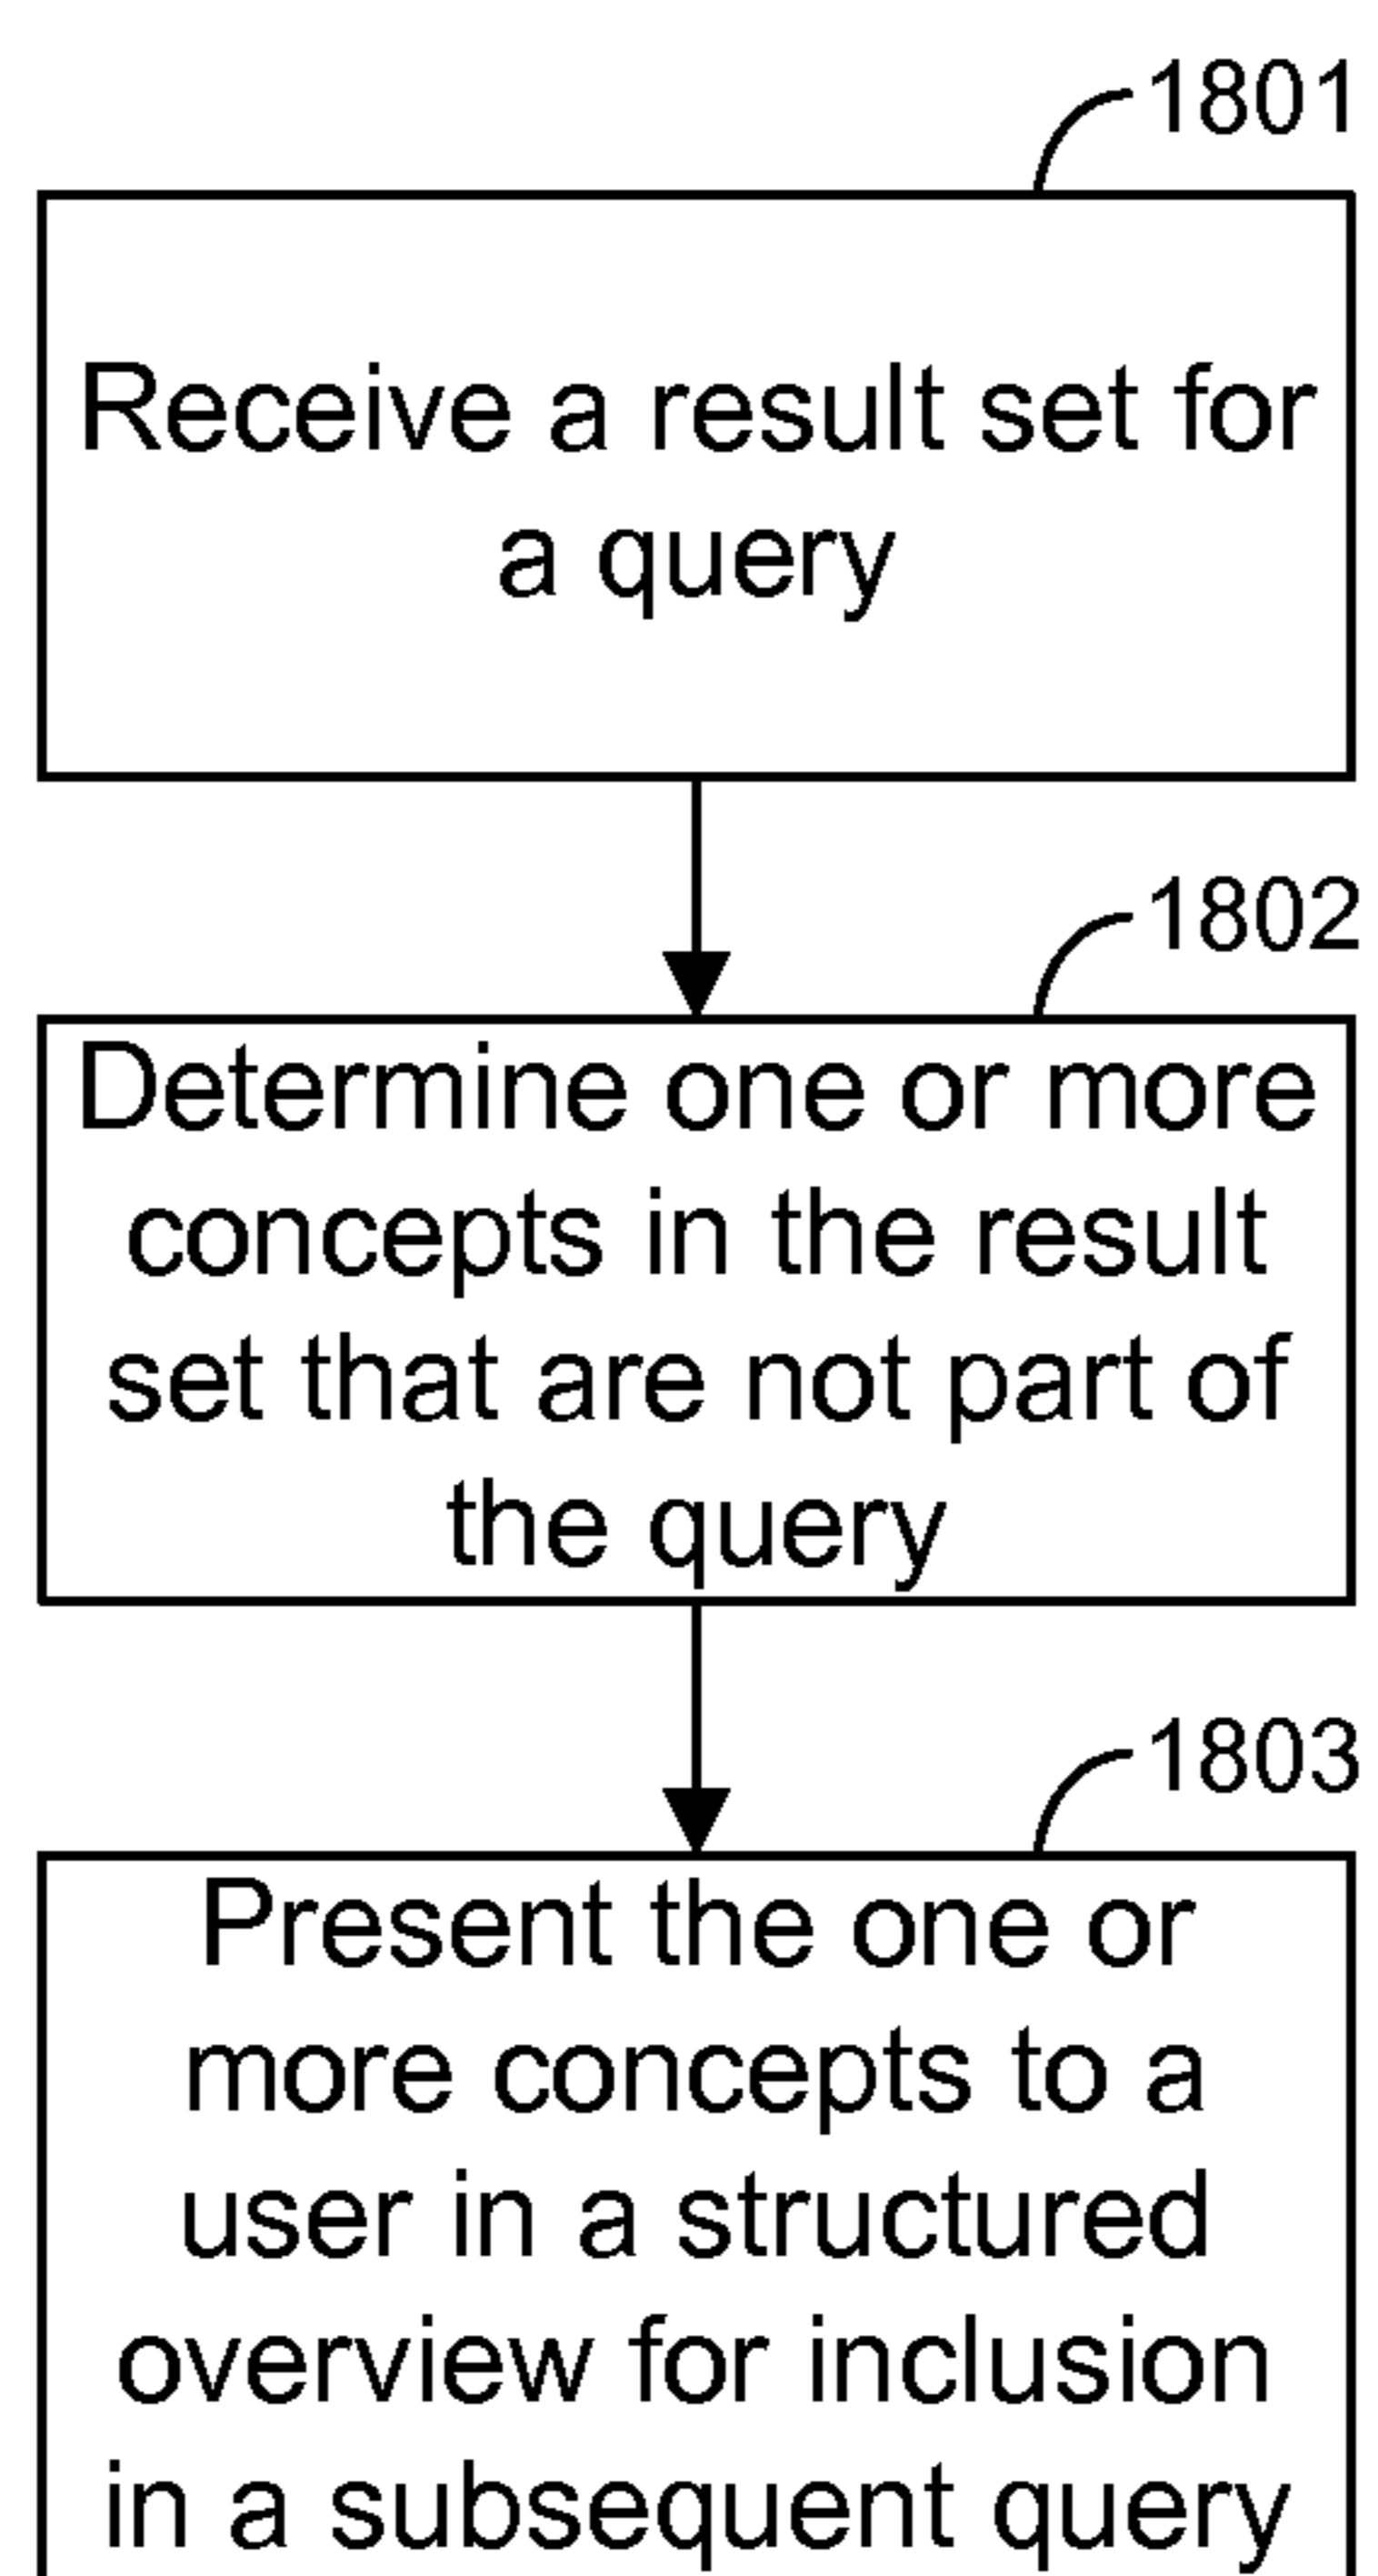 1801
Receive a result set for
a query
1802
Determine one or more
concepts in the result
set that are not part of
the query
1803
Present the one or
more concepts to a
user in a structured
overview for inclusion
in a subsequent query